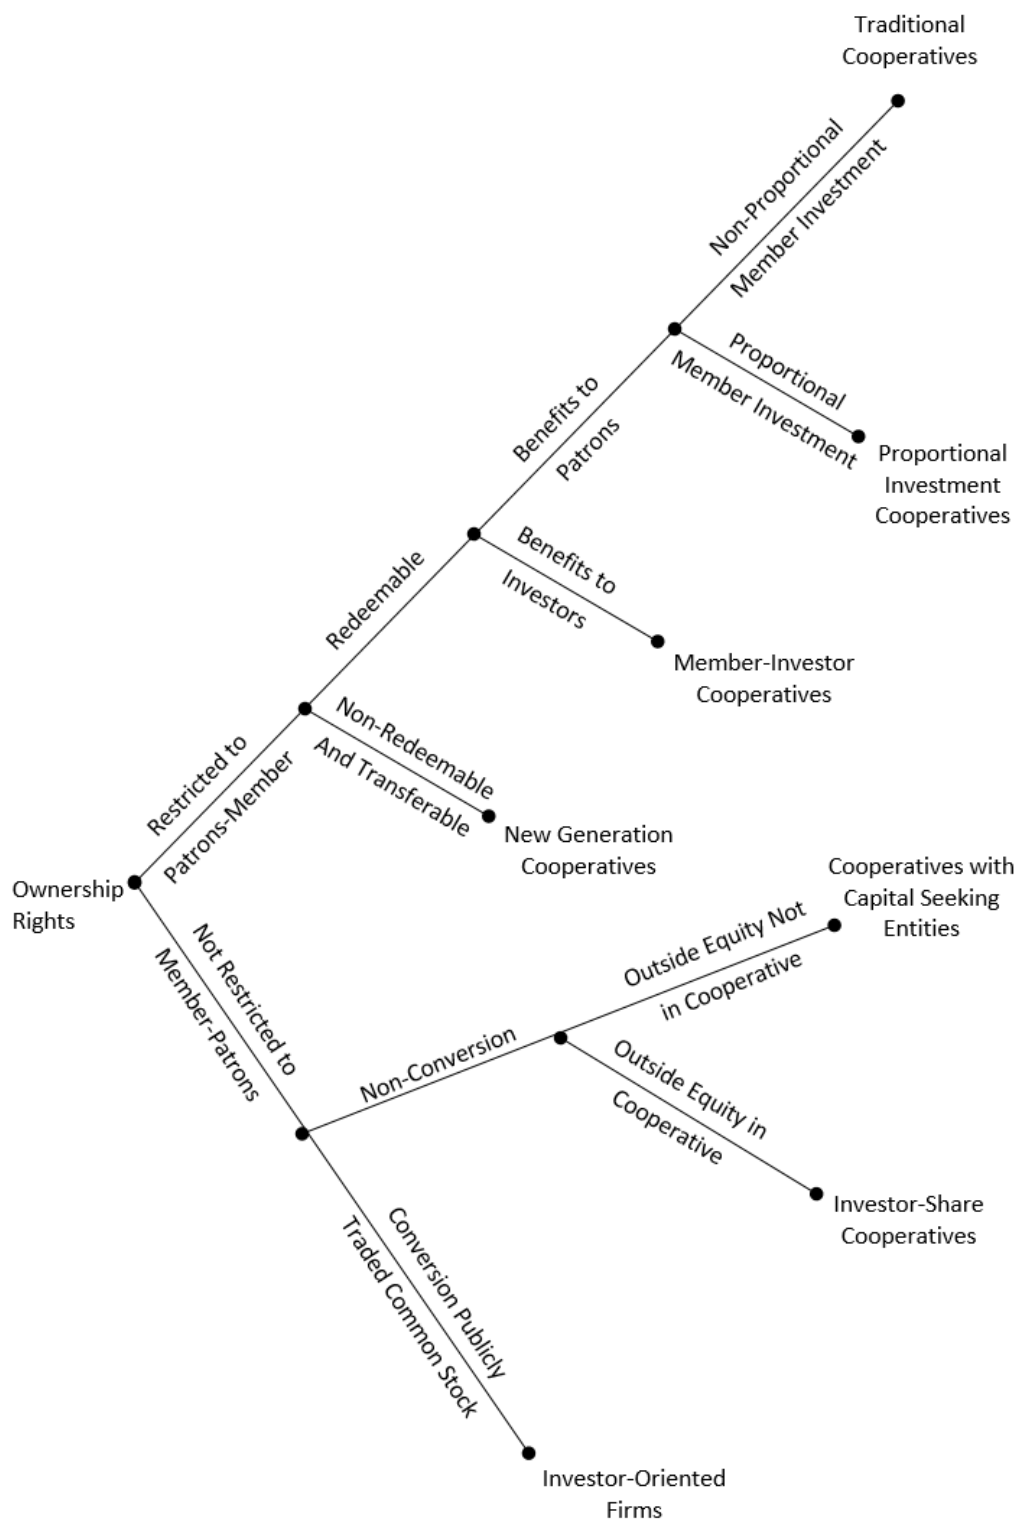 Traditional
Cooperatives
Non-Proportional
Member Investment
Proportional
Member Investment
Proportional
Investment
Cooperatives
Benefits to
Patrons
Benefits to
Investors
Member-Investor
Cooperatives
Redeemable
Non-Redeemable
And Transferable
New Generation
Cooperatives
Restricted to
Patrons-Member
Ownership
Rights
Not Restricted to
Member-Patrons
Cooperatives with
Capital Seeking
Entities
Outside Equity Not
in Cooperative
Non-Conversion
Outside Equity in
Cooperative
Investor-Share
Cooperatives
Conversion Publicly
Traded Common Stock
Investor-Oriented
Firms